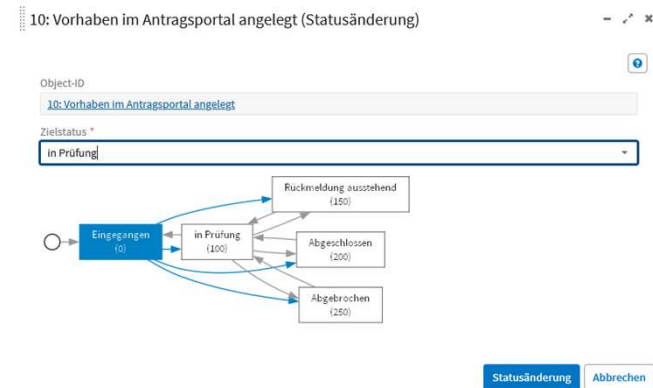 10: Vorhaben im Antragsportal angelegt (Statusänderung)
Object-ID
10: Vorhaben im Antragsportal angelegt
Zielstatus *
in Prüfung
Rückmeldung ausstehend
(150)
Eingegangen
(0)
in Prüfung
(100)
Abgeschlossen
(200)
Abgebrochen
(250)
Statusänderung
Abbrechen